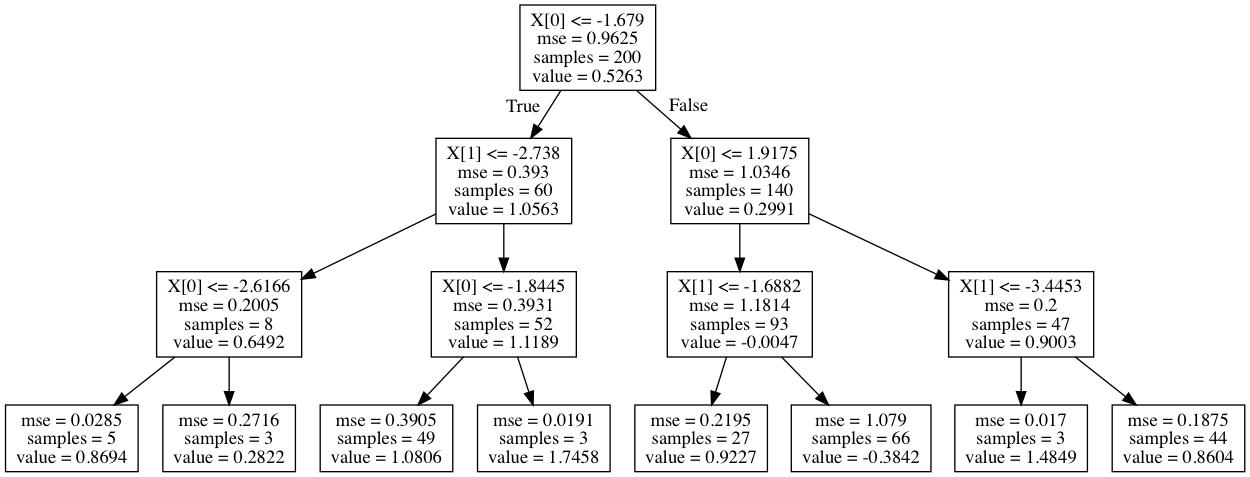 X[0] <= -1.679
mse = 0.9625
samples = 200
value = 0.5263
True
False
X[1] <= -2.738
mse = 0.393
samples = 60
value = 1.0563
X[0] <= 1.9175
mse = 1.0346
samples = 140
value = 0.2991
X[0] <= -2.6166
mse = 0.2005
samples = 8
value = 0.6492
X[0] <= -1.8445
mse = 0.3931
samples = 52
value = 1.1189
X[1] <= -1.6882
mse = 1.1814
samples = 93
value = -0.0047
X[1] <= -3.4453
mse = 0.2
samples = 47
value = 0.9003
mse = 0.0285
samples = 5
value = 0.8694
mse = 0.2716
samples = 3
value = 0.2822
mse = 0.3905
samples = 49
value = 1.0806
mse = 0.0191
samples = 3
value = 1.7458
mse = 0.2195
samples = 27
value = 0.9227
mse = 1.079
samples = 66
value = -0.3842
mse = 0.017
samples = 3
value = 1.4849
mse = 0.1875
samples = 44
value = 0.8604